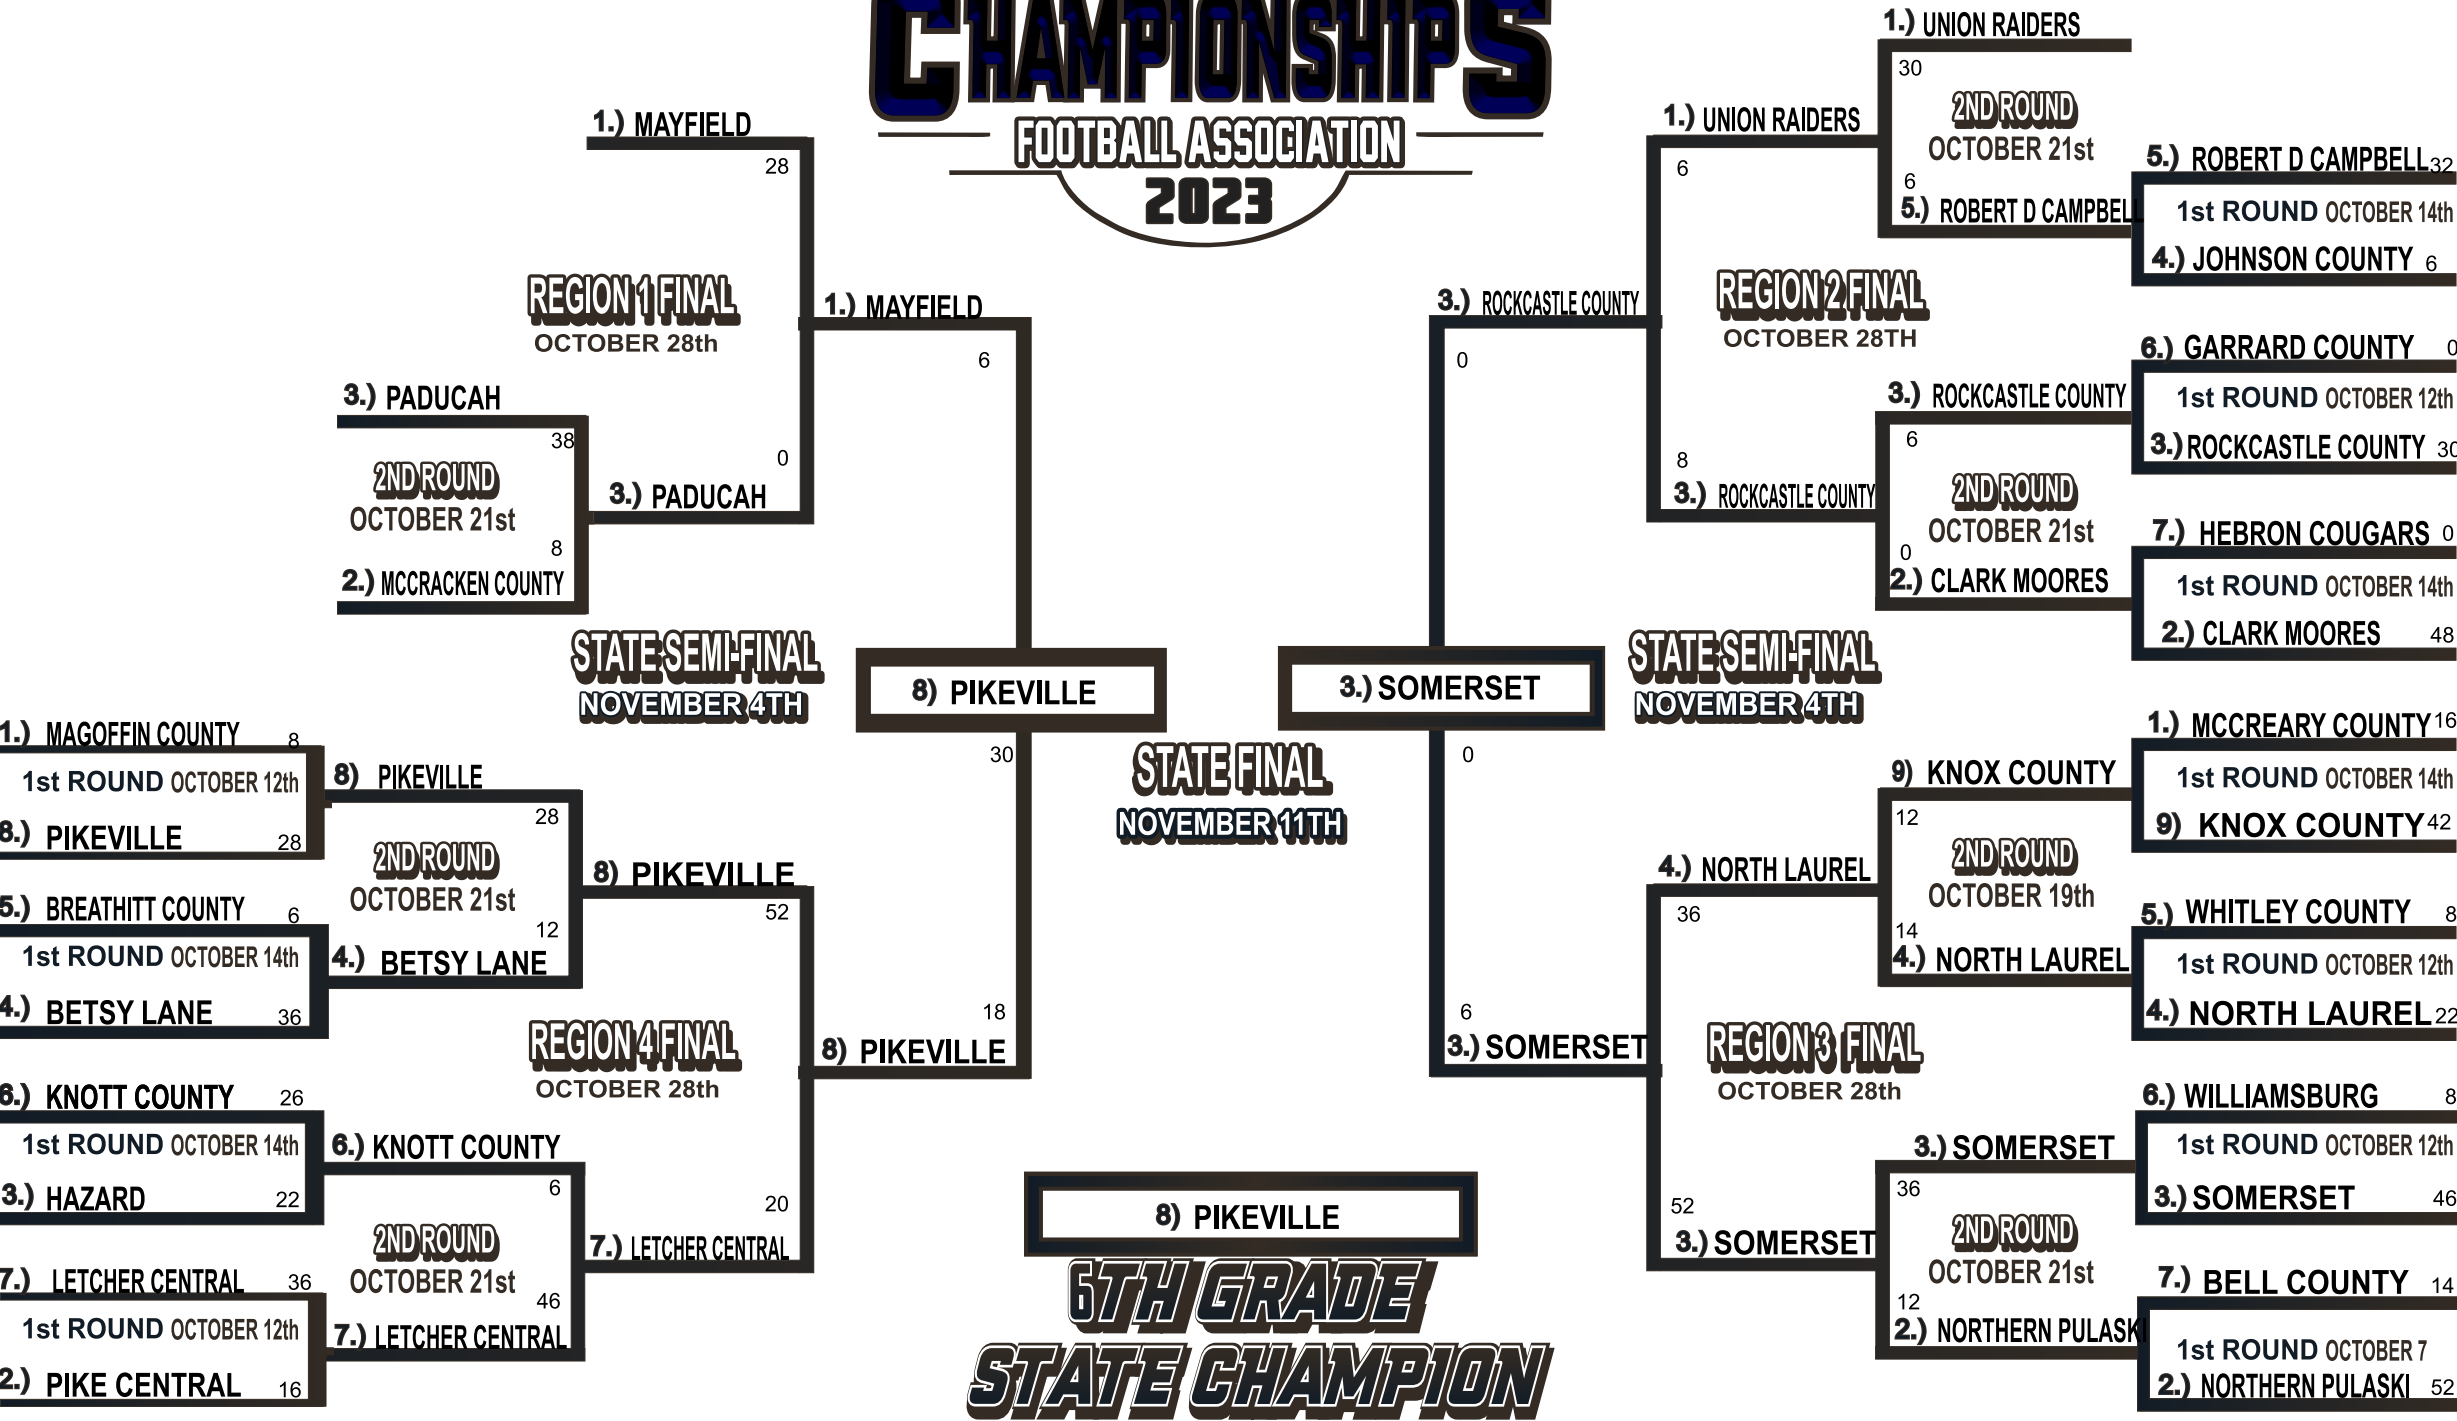 CHAMPIONSHIPS
FOOTBALL ASSOCIATION
2023
1.) MAYFIELD
28
REGION 1 FINAL
OCTOBER 28th
3.) PADUCAH
38
2ND ROUND
OCTOBER 21st
8
2.) MCCRACKEN COUNTY
0
3.) PADUCAH
1.) MAYFIELD
6
STATE SEMI-FINAL
NOVEMBER 4TH
8) PIKEVILLE
30
1.) MAGOFFIN COUNTY 8
1st ROUND OCTOBER 12th
8.) PIKEVILLE 28
5.) BREATHITT COUNTY 6
1st ROUND OCTOBER 14th
4.) BETSY LANE 36
6.) KNOTT COUNTY 26
1st ROUND OCTOBER 14th
3.) HAZARD 22
7.) LETCHER CENTRAL 36
1st ROUND OCTOBER 12th
2.) PIKE CENTRAL 16
8) PIKEVILLE
28
2ND ROUND
OCTOBER 21st
12
4.) BETSY LANE
6.) KNOTT COUNTY
6
2ND ROUND
OCTOBER 21st
46
7.) LETCHER CENTRAL
8) PIKEVILLE
52
REGION 4 FINAL
OCTOBER 28th
20
7.) LETCHER CENTRAL
18
8) PIKEVILLE
STATE FINAL
NOVEMBER 11TH
8) PIKEVILLE
6TH GRADE
STATE CHAMPION
1.) UNION RAIDERS
30
2ND ROUND
OCTOBER 21st
6
5.) ROBERT D CAMPBELL
5.) ROBERT D CAMPBELL 32
1st ROUND OCTOBER 14th
4.) JOHNSON COUNTY 6
6.) GARRARD COUNTY 0
1st ROUND OCTOBER 12th
3.) ROCKCASTLE COUNTY 30
7.) HEBRON COUGARS 0
1st ROUND OCTOBER 14th
2.) CLARK MOORES 48
1.) UNION RAIDERS
6
REGION 2 FINAL
OCTOBER 28TH
8
3.) ROCKCASTLE COUNTY
3.) ROCKCASTLE COUNTY
6
2ND ROUND
OCTOBER 21st
0
2.) CLARK MOORES
3.) ROCKCASTLE COUNTY
0
3.) SOMERSET
0
STATE SEMI-FINAL
NOVEMBER 4TH
6
3.) SOMERSET
1.) MCCREARY COUNTY 16
1st ROUND OCTOBER 14th
9) KNOX COUNTY 42
5.) WHITLEY COUNTY 8
1st ROUND OCTOBER 12th
4.) NORTH LAUREL 22
6.) WILLIAMSBURG 8
1st ROUND OCTOBER 12th
3.) SOMERSET 46
7.) BELL COUNTY 14
1st ROUND OCTOBER 7
2.) NORTHERN PULASKI 52
9) KNOX COUNTY
12
2ND ROUND
OCTOBER 19th
14
4.) NORTH LAUREL
3.) SOMERSET
36
2ND ROUND
OCTOBER 21st
12
2.) NORTHERN PULASKI
4.) NORTH LAUREL
36
REGION 3 FINAL
OCTOBER 28th
52
3.) SOMERSET